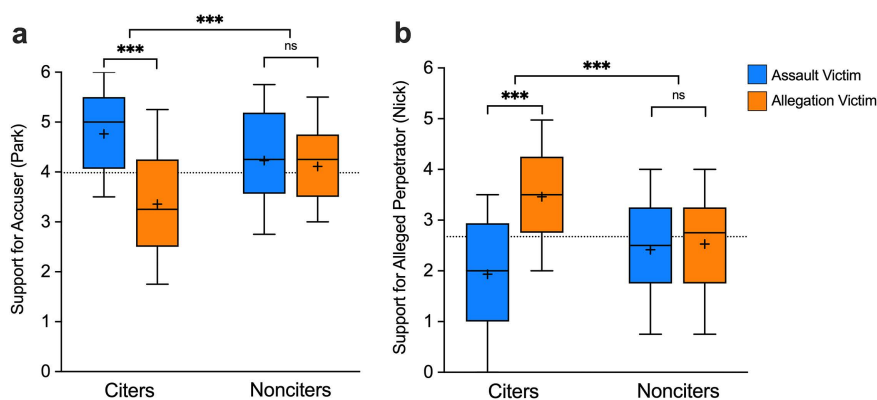 a
***
***
ns
6
5
4
3
2
1
0
Support for Accuser (Park)
Citers
Nonciters
b
***
***
ns
6
5
4
3
2
1
0
Support for Alleged Perpetrator (Nick)
Citers
Nonciters
Assault Victim
Allegation Victim